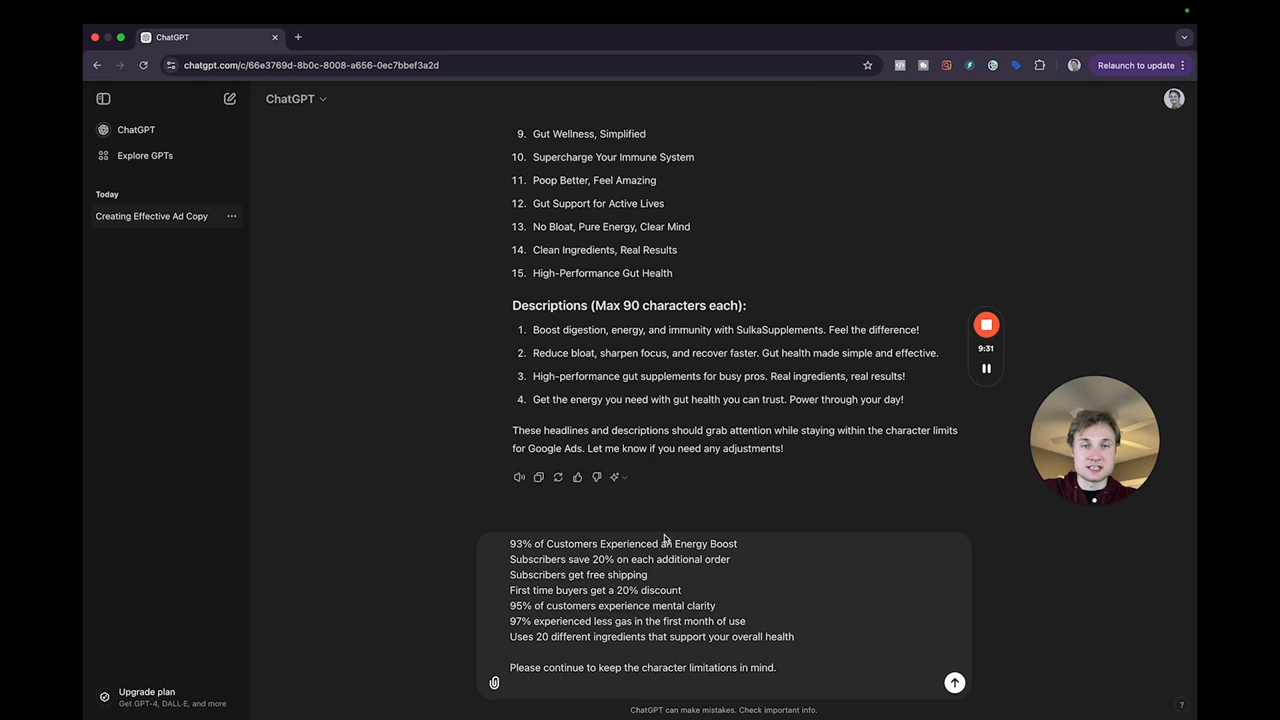 ChatGPT
chatgpt.com/c/66e3769d-8b0c-8008-a656-0ec7bbef3a2d
Relaunch to update
ChatGPT
ChatGPT
Explore GPTs
Today
Creating Effective Ad Copy
9. Gut Wellness, Simplified
10. Supercharge Your Immune System
11. Poop Better, Feel Amazing
12. Gut Support for Active Lives
13. No Bloat, Pure Energy, Clear Mind
14. Clean Ingredients, Real Results
15. High-Performance Gut Health
Descriptions (Max 90 characters each):
1. Boost digestion, energy, and immunity with SulkaSupplements. Feel the difference!
2. Reduce bloat, sharpen focus, and recover faster. Gut health made simple and effective.
3. High-performance gut supplements for busy pros. Real ingredients, real results!
4. Get the energy you need with gut health you can trust. Power through your day!
These headlines and descriptions should grab attention while staying within the character limits
for Google Ads. Let me know if you need any adjustments!
9:31
93% of Customers Experienced an Energy Boost
Subscribers save 20% on each additional order
Subscribers get free shipping
First time buyers get a 20% discount
95% of customers experience mental clarity
97% experienced less gas in the first month of use
Uses 20 different ingredients that support your overall health
Please continue to keep the character limitations in mind.
Upgrade plan
Get GPT-4, DALL·E, and more
ChatGPT can make mistakes. Check important info.
?